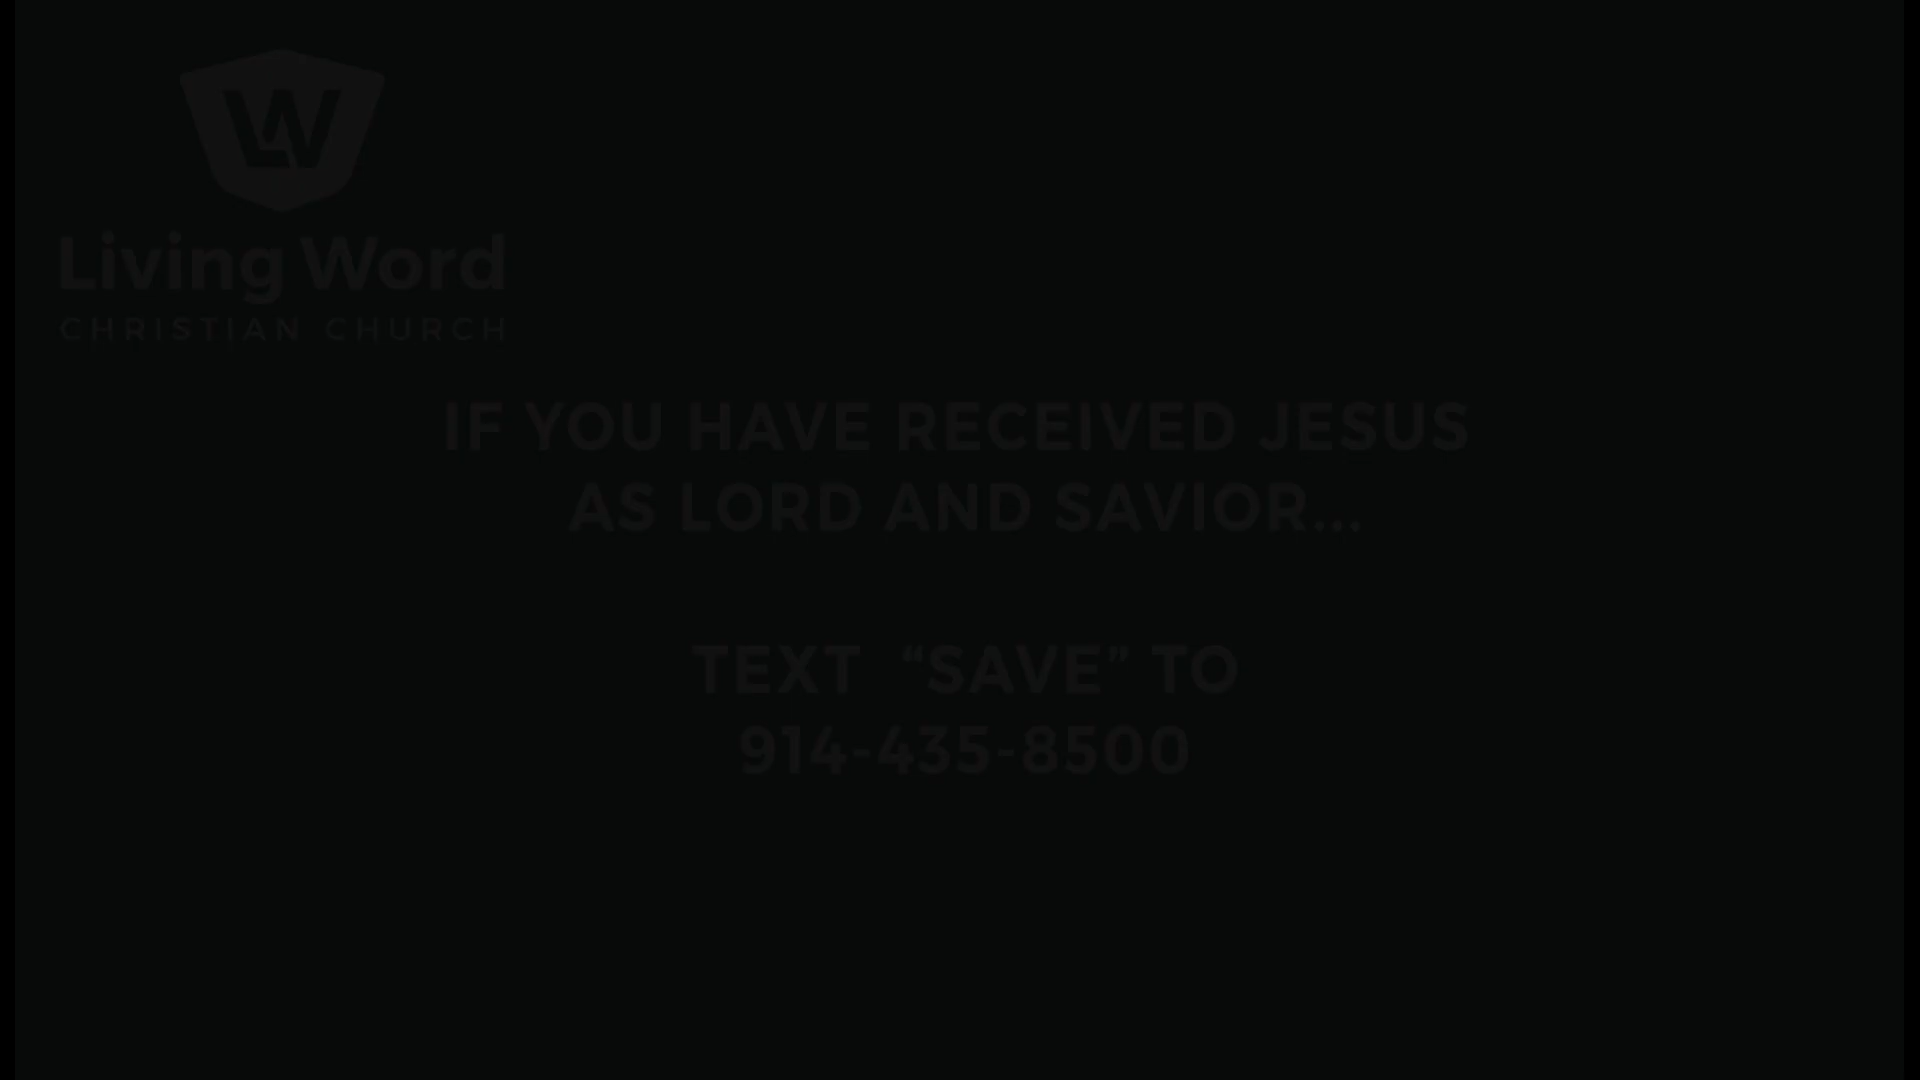 LW
Living Word
CHRISTIAN CHURCH
IF YOU HAVE RECEIVED JESUS
AS LORD AND SAVIOR...
TEXT “SAVE” TO
914-435-8500